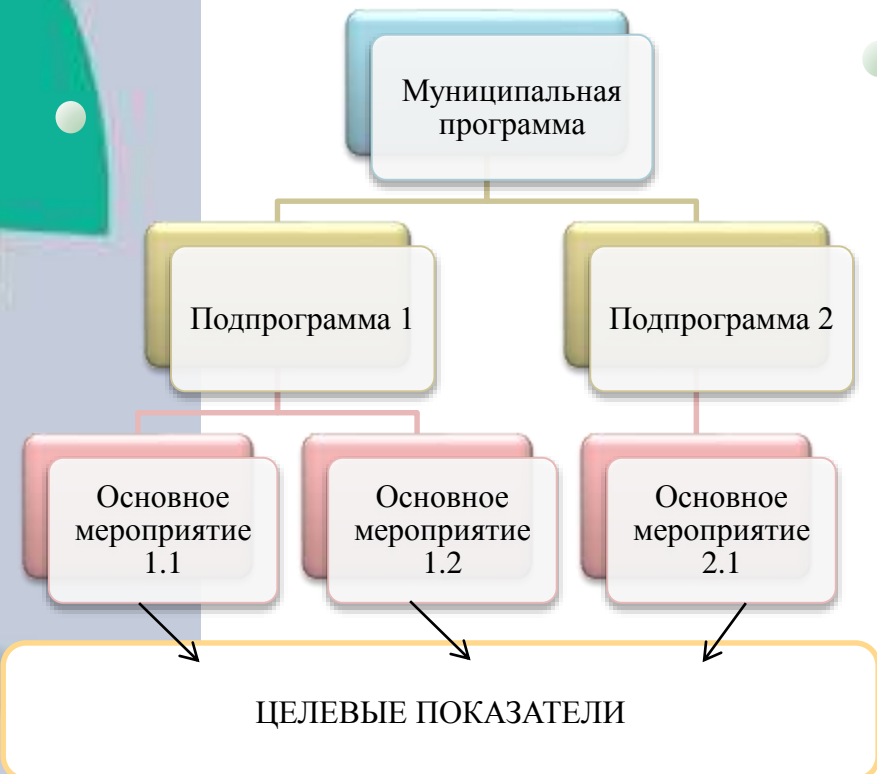 Муниципальная
программа
Подпрограмма 1
Подпрограмма 2
Основное
мероприятие
1.1
Основное
мероприятие
1.2
Основное
мероприятие
2.1
ЦЕЛЕВЫЕ ПОКАЗАТЕЛИ